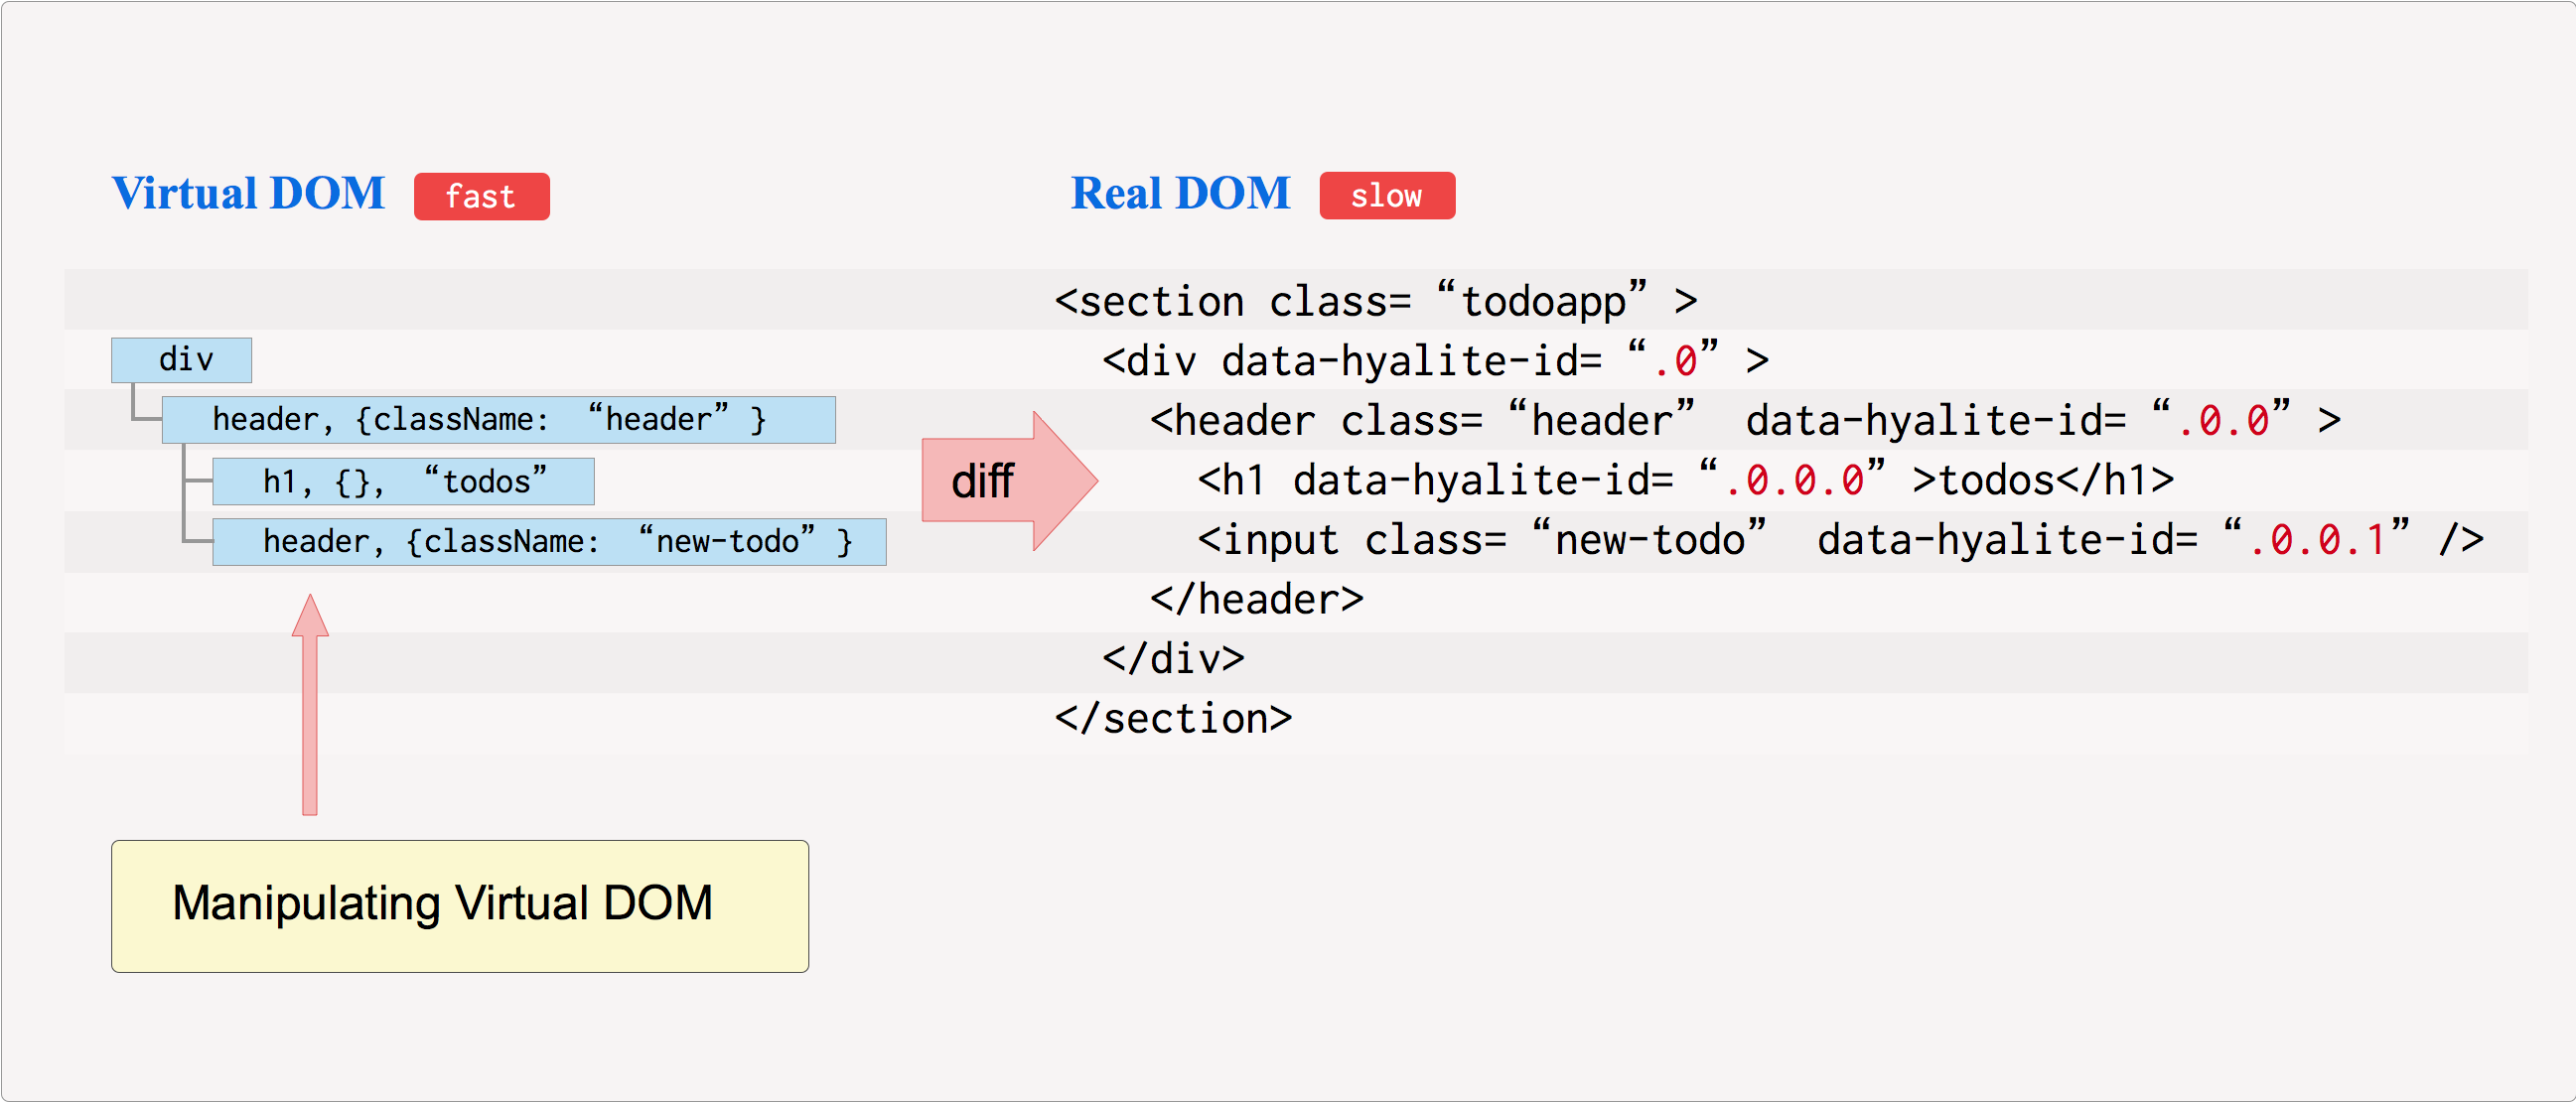 Virtual DOM fast
Real DOM slow
<section class= “todoapp” >
div
<div data-hyalite-id= “.0” >
header, {className: “header” }
<header class= “header” data-hyalite-id= “.0.0” >
h1, {}, “todos”
diff
<h1 data-hyalite-id= “.0.0.0” >todos</h1>
header, {className: “new-todo” }
<input class= “new-todo” data-hyalite-id= “.0.0.1” />
</header>
</div>
</section>
Manipulating Virtual DOM